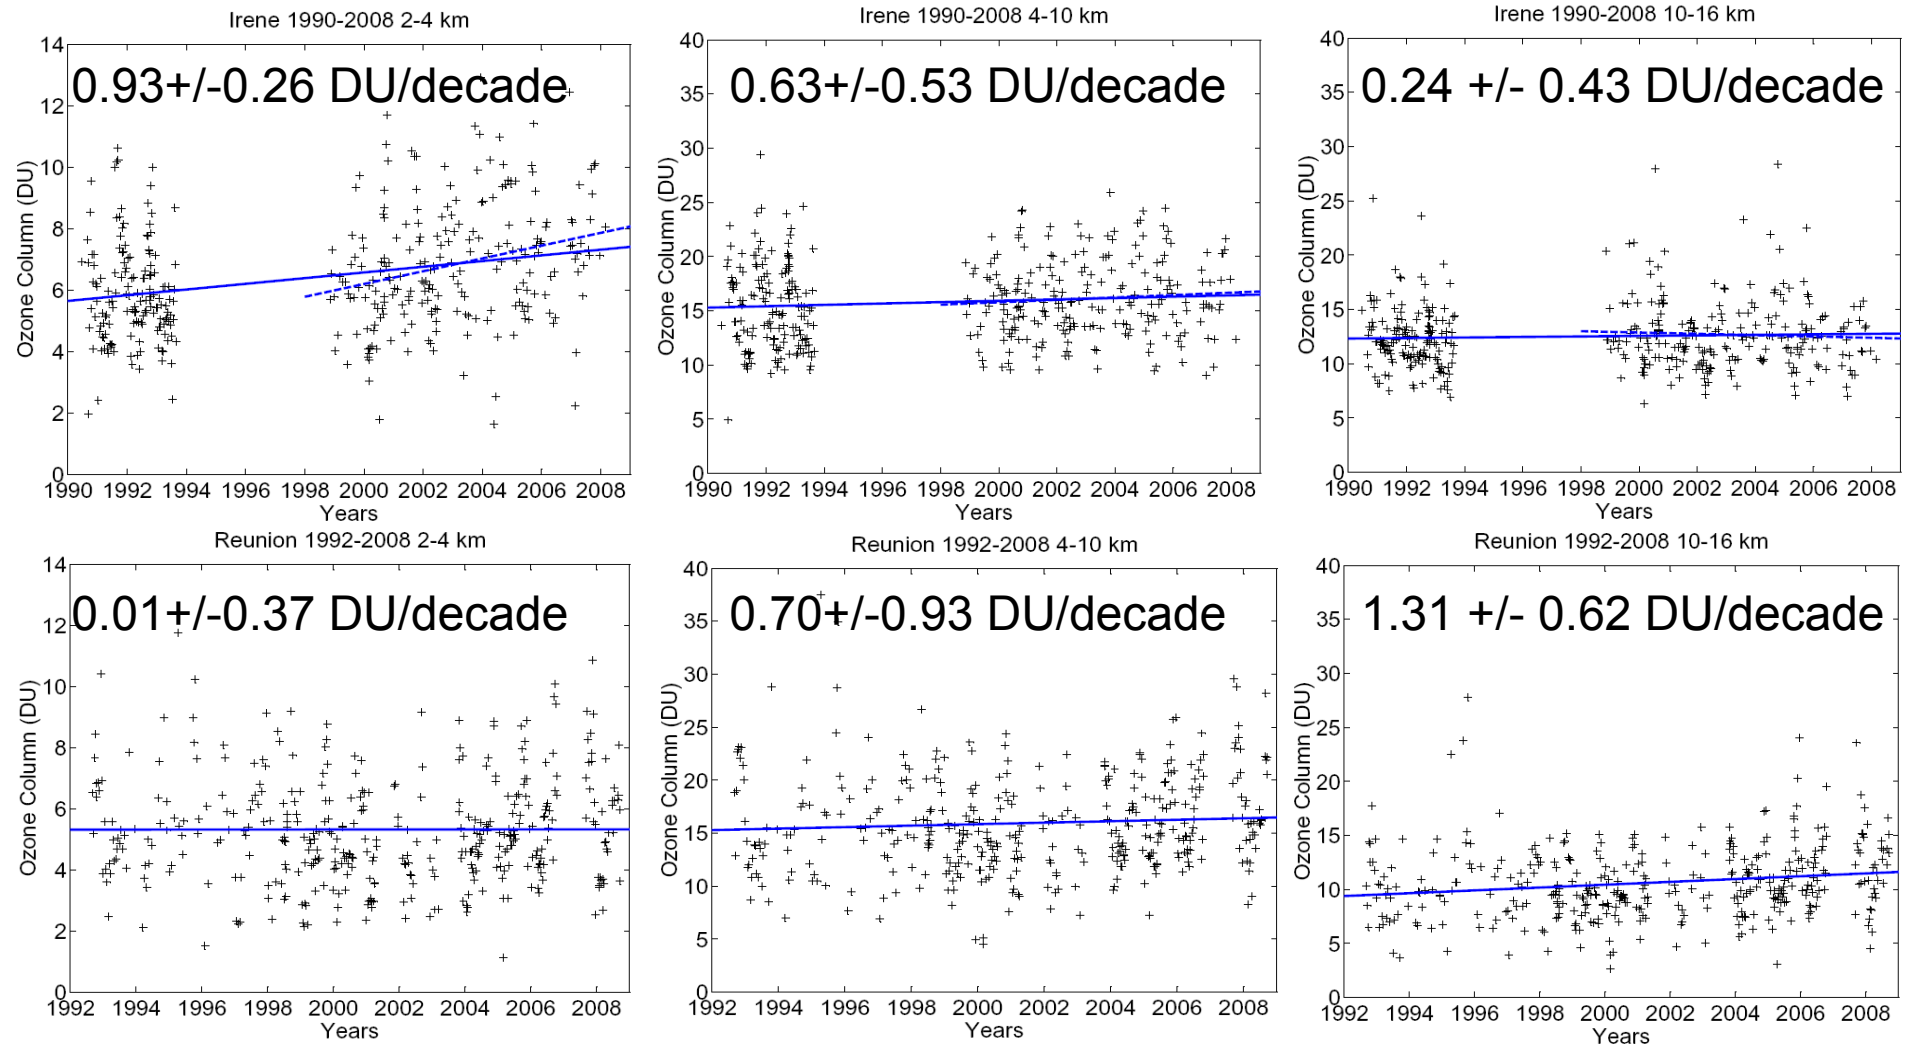 Irene 1990-2008 2-4 km
0.93+/-0.26 DU/decade
14
12
10
8
6
4
2
0
Ozone Column (DU)
1990 1992 1994 1996 1998 2000 2002 2004 2006 2008
Years
Irene 1990-2008 4-10 km
0.63+/-0.53 DU/decade
40
35
30
25
20
15
10
5
0
Ozone Column (DU)
1990 1992 1994 1996 1998 2000 2002 2004 2006 2008
Years
Irene 1990-2008 10-16 km
0.24 +/- 0.43 DU/decade
40
35
30
25
20
15
10
5
0
Ozone Column (DU)
1990 1992 1994 1996 1998 2000 2002 2004 2006 2008
Years
Reunion 1992-2008 2-4 km
0.01+/-0.37 DU/decade
14
12
10
8
6
4
2
0
Ozone Column (DU)
1992 1994 1996 1998 2000 2002 2004 2006 2008
Years
Reunion 1992-2008 4-10 km
0.70+/-0.93 DU/decade
40
35
30
25
20
15
10
5
0
Ozone Column (DU)
1992 1994 1996 1998 2000 2002 2004 2006 2008
Years
Reunion 1992-2008 10-16 km
1.31 +/- 0.62 DU/decade
40
35
30
25
20
15
10
5
0
Ozone Column (DU)
1992 1994 1996 1998 2000 2002 2004 2006 2008
Years